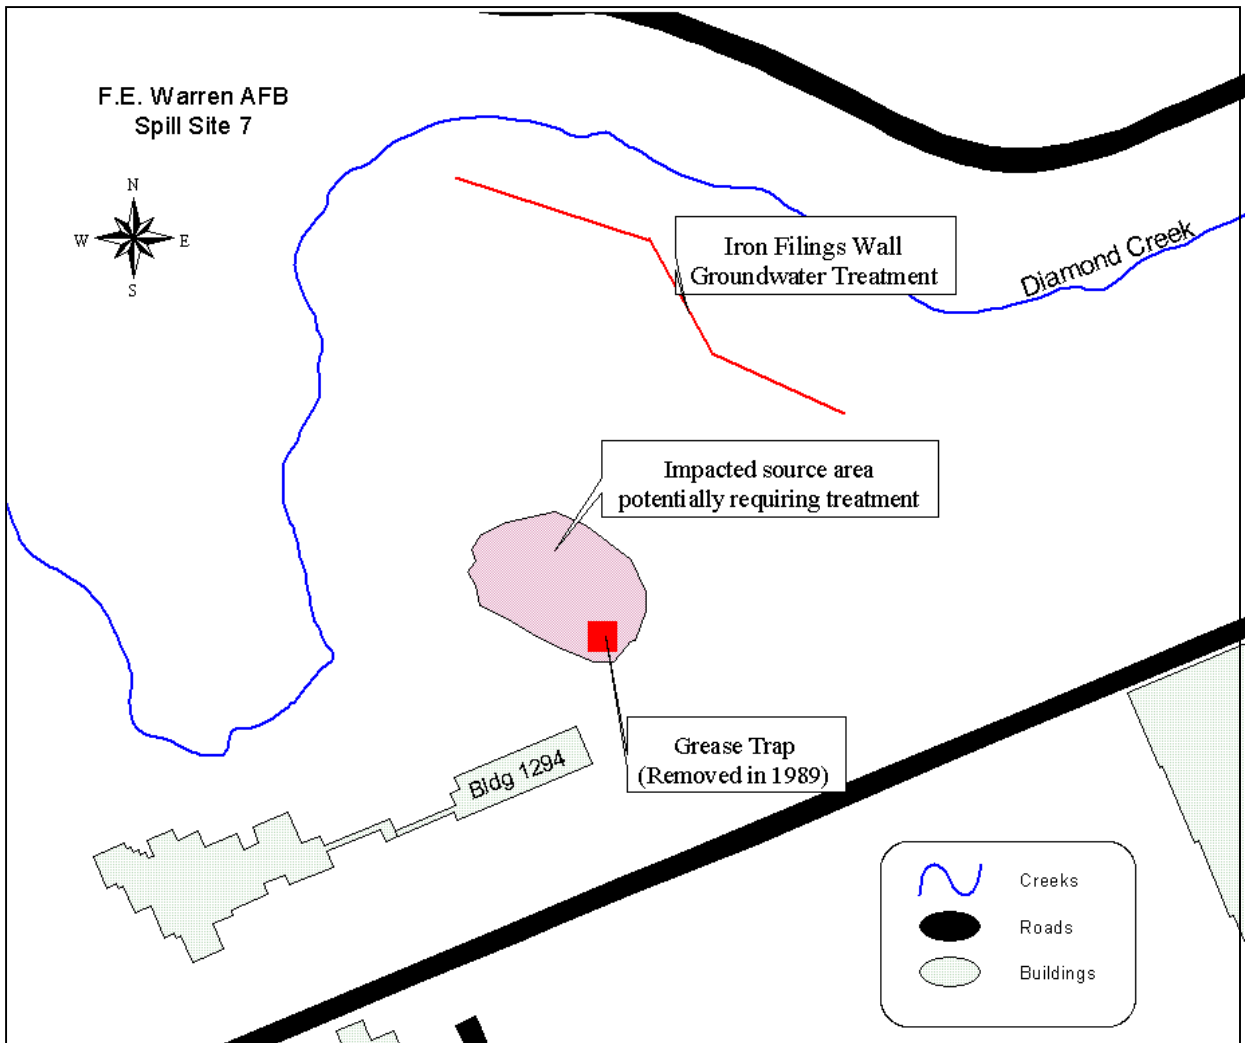 F.E. Warren AFB
Spill Site 7
N
W
E
S
Iron Filings Wall
Groundwater Treatment
Diamond Creek
Impacted source area
potentially requiring treatment
Grease Trap
(Removed in 1989)
Bldg 1294
Creeks
Roads
Buildings